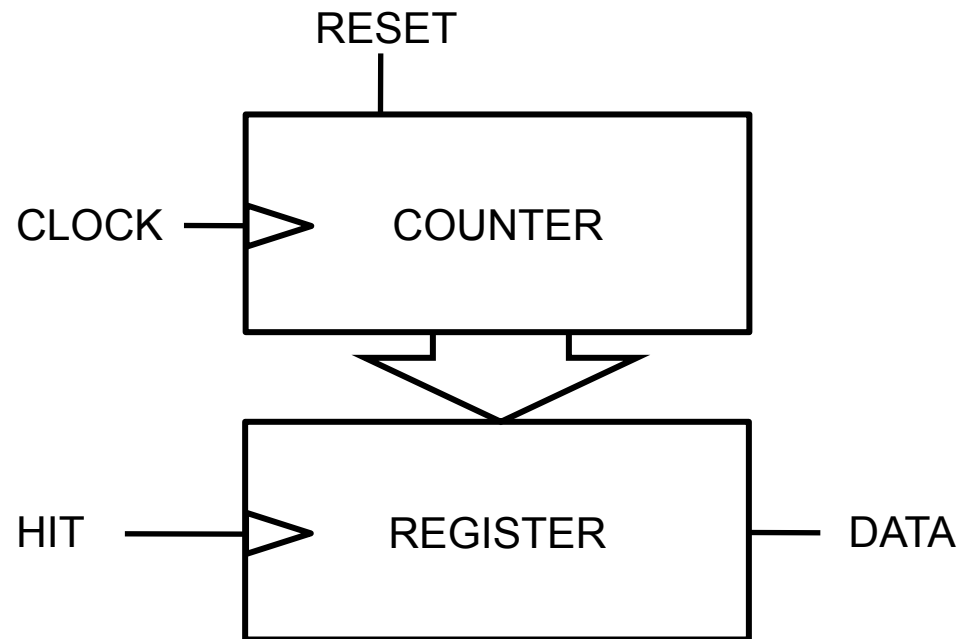 RESET
CLOCK
COUNTER
HIT
REGISTER
DATA